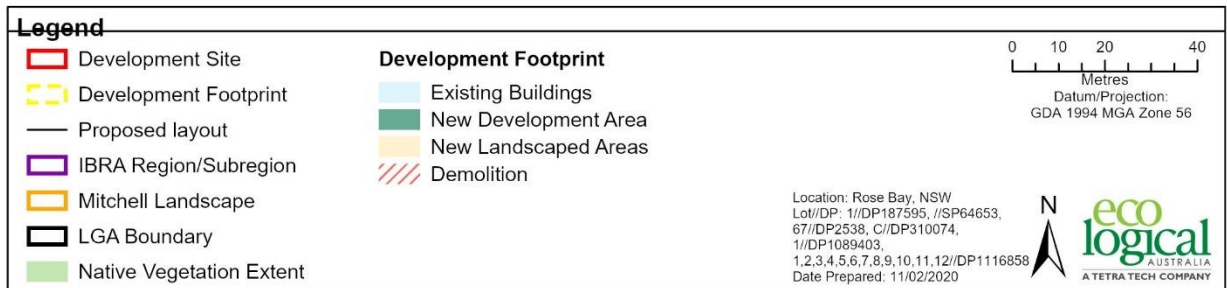 Legend
Development Site
Development Footprint
Proposed layout
IBRA Region/Subregion
Mitchell Landscape
LGA Boundary
Native Vegetation Extent
Development Footprint
Existing Buildings
New Development Area
New Landscaped Areas
Demolition
0 10 20 40
Metres
Datum/Projection:
GDA 1994 MGA Zone 56
Location: Rose Bay, NSW
Lot//DP: 1//DP187595, //SP64653,
67//DP2538, C//DP310074,
1//DP1089403,
1,2,3,4,5,6,7,8,9,10,11,12//DP1116858
Date Prepared: 11/02/2020
N
eco
logical
AUSTRALIA
A TETRA TECH COMPANY